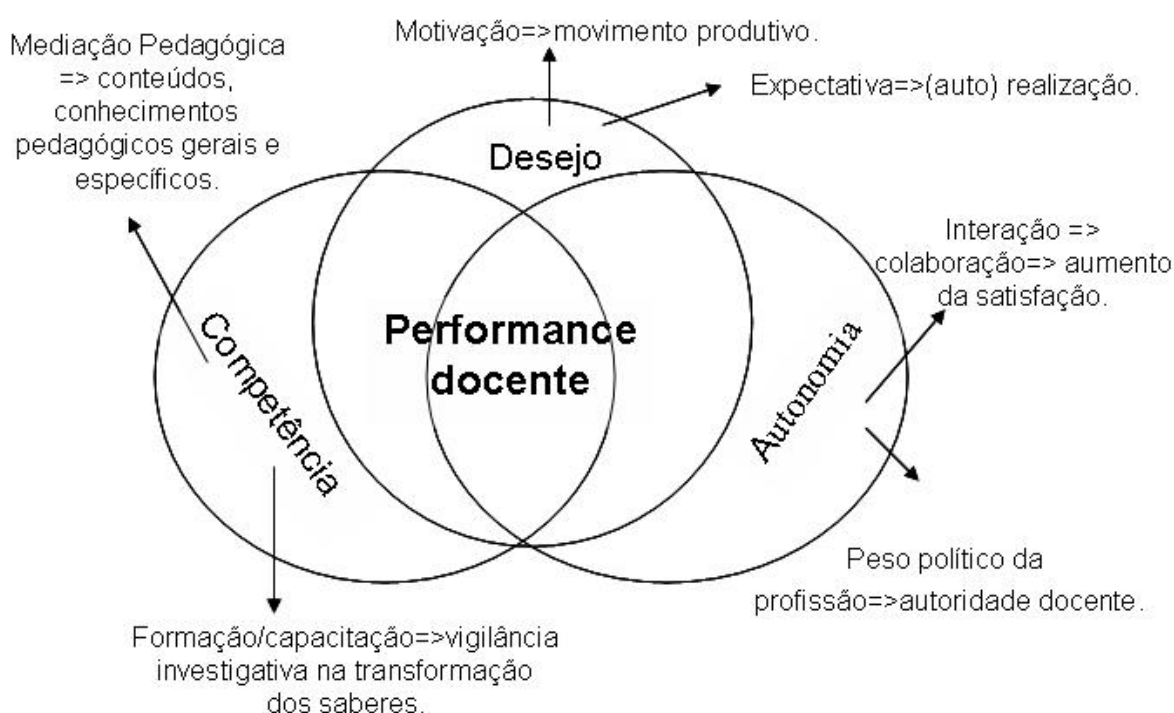 Motivação=>movimento produtivo.
Mediação Pedagógica
=> conteúdos,
conhecimentos
pedagógicos gerais e
específicos.
Expectativa=>(auto) realização.
Desejo
Interação =>
colaboração=> aumento
da satisfação.
Performance
docente
Competência
Autonomia
Peso político da
profissão=>autoridade docente.
Formação/capacitação=>vigilância
investigativa na transformação
dos saberes.